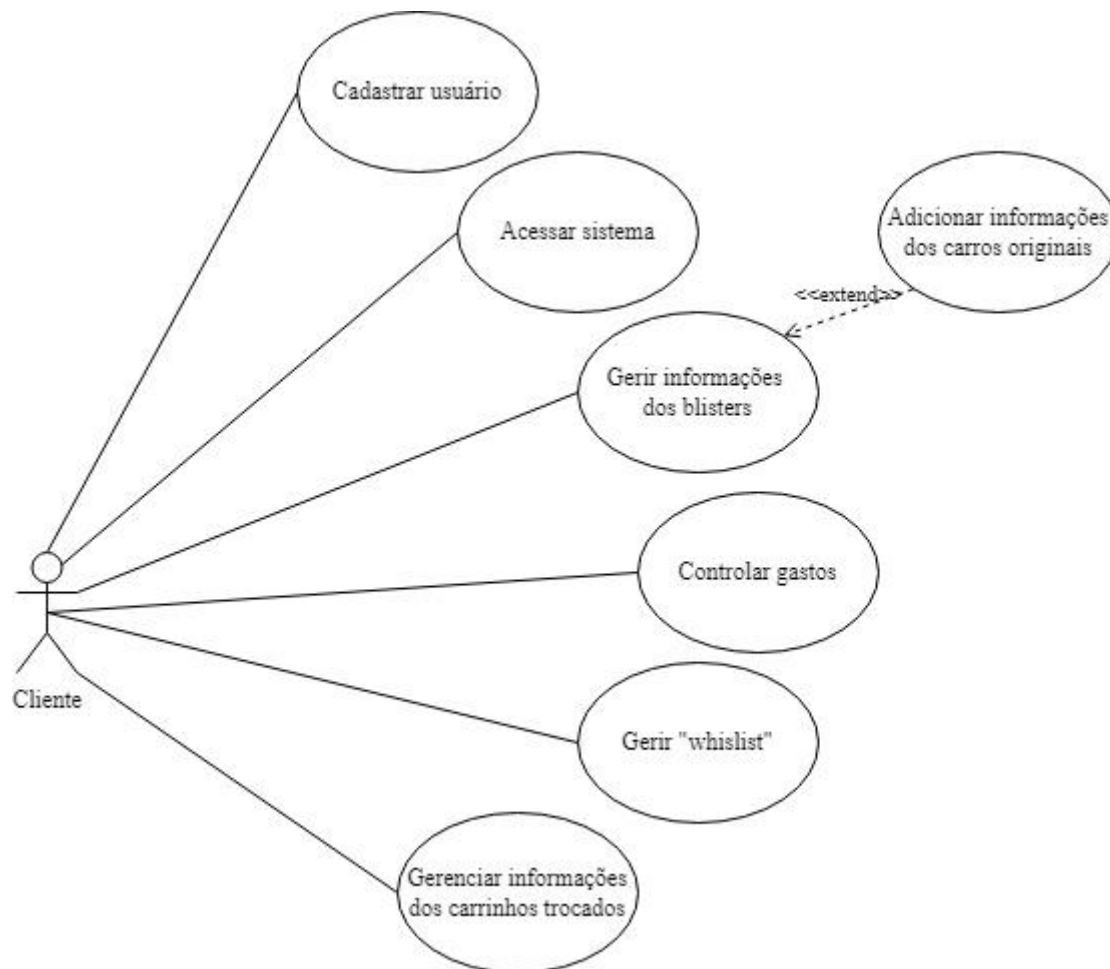 Cadastrar usuário
Acessar sistema
Adicionar informações
dos carros originais
<<extend>>
Gerir informações
dos blisters
Controlar gastos
Cliente
Gerir "whislist"
Gerenciar informações
dos carrinhos trocados